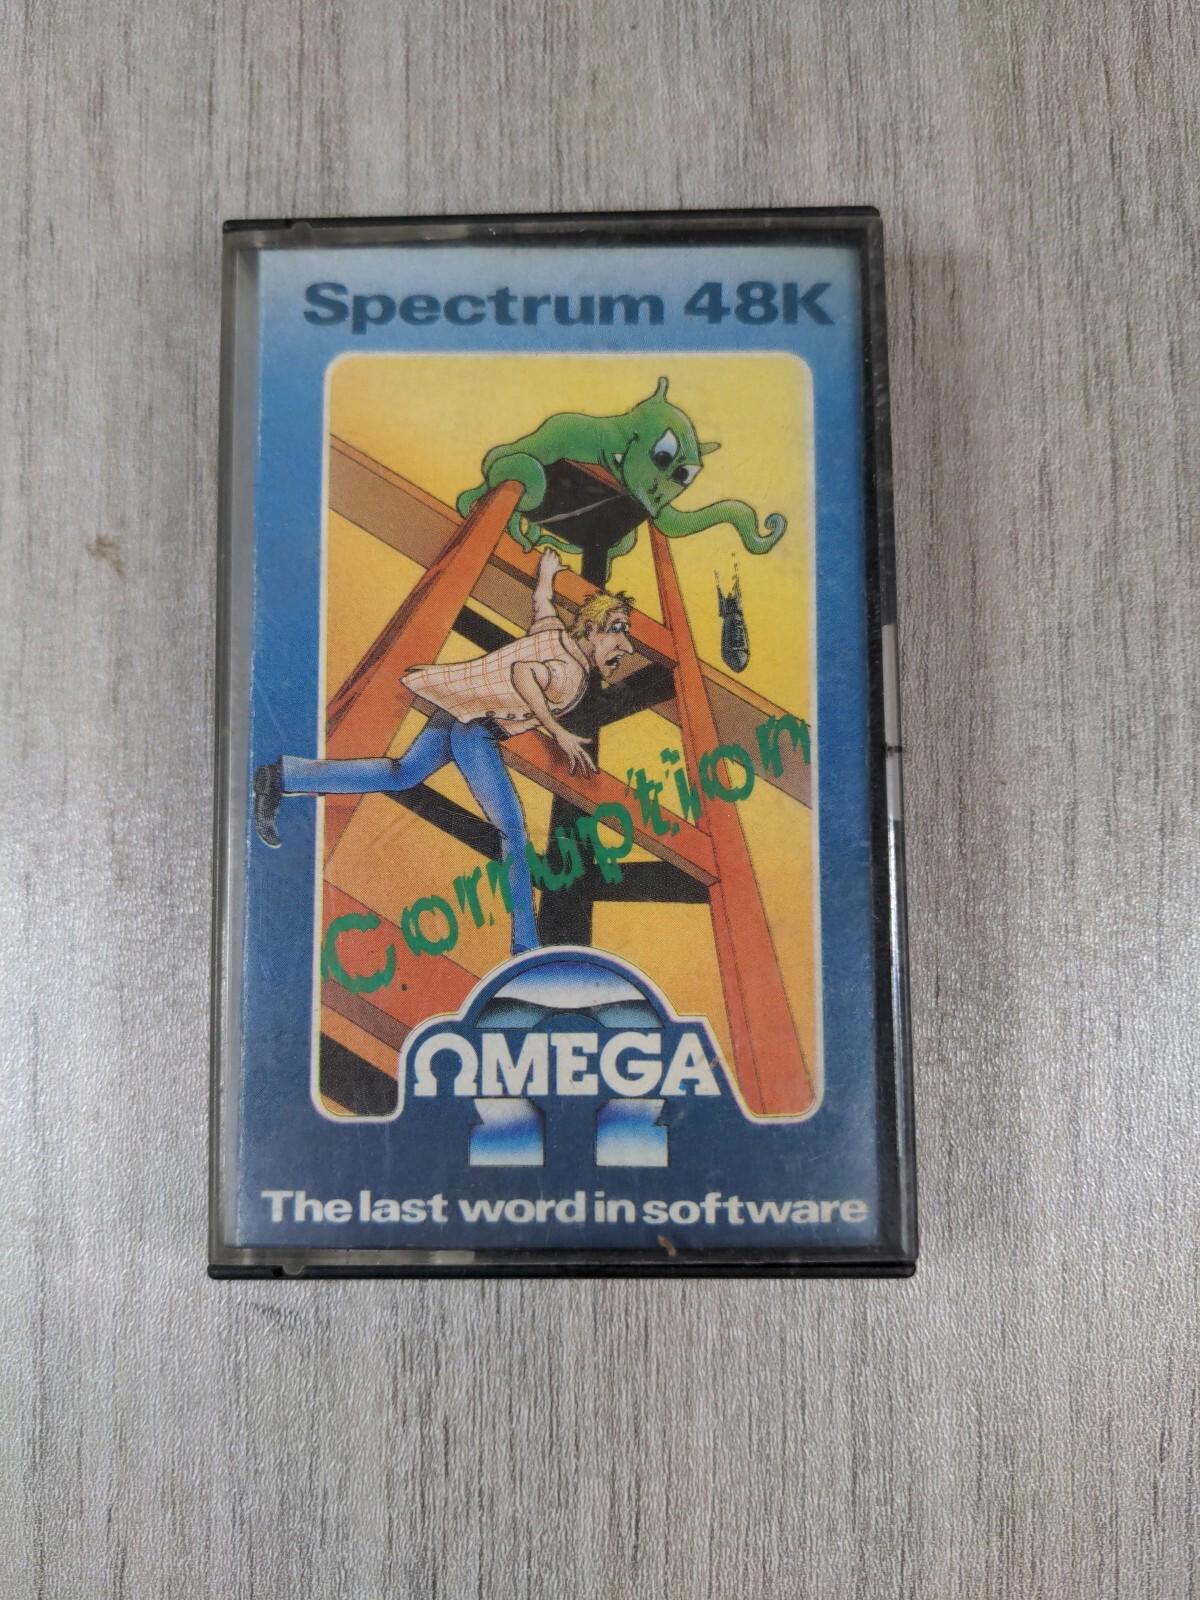 Spectrum 48K
Corruption
ΩMEGA
The last word in software